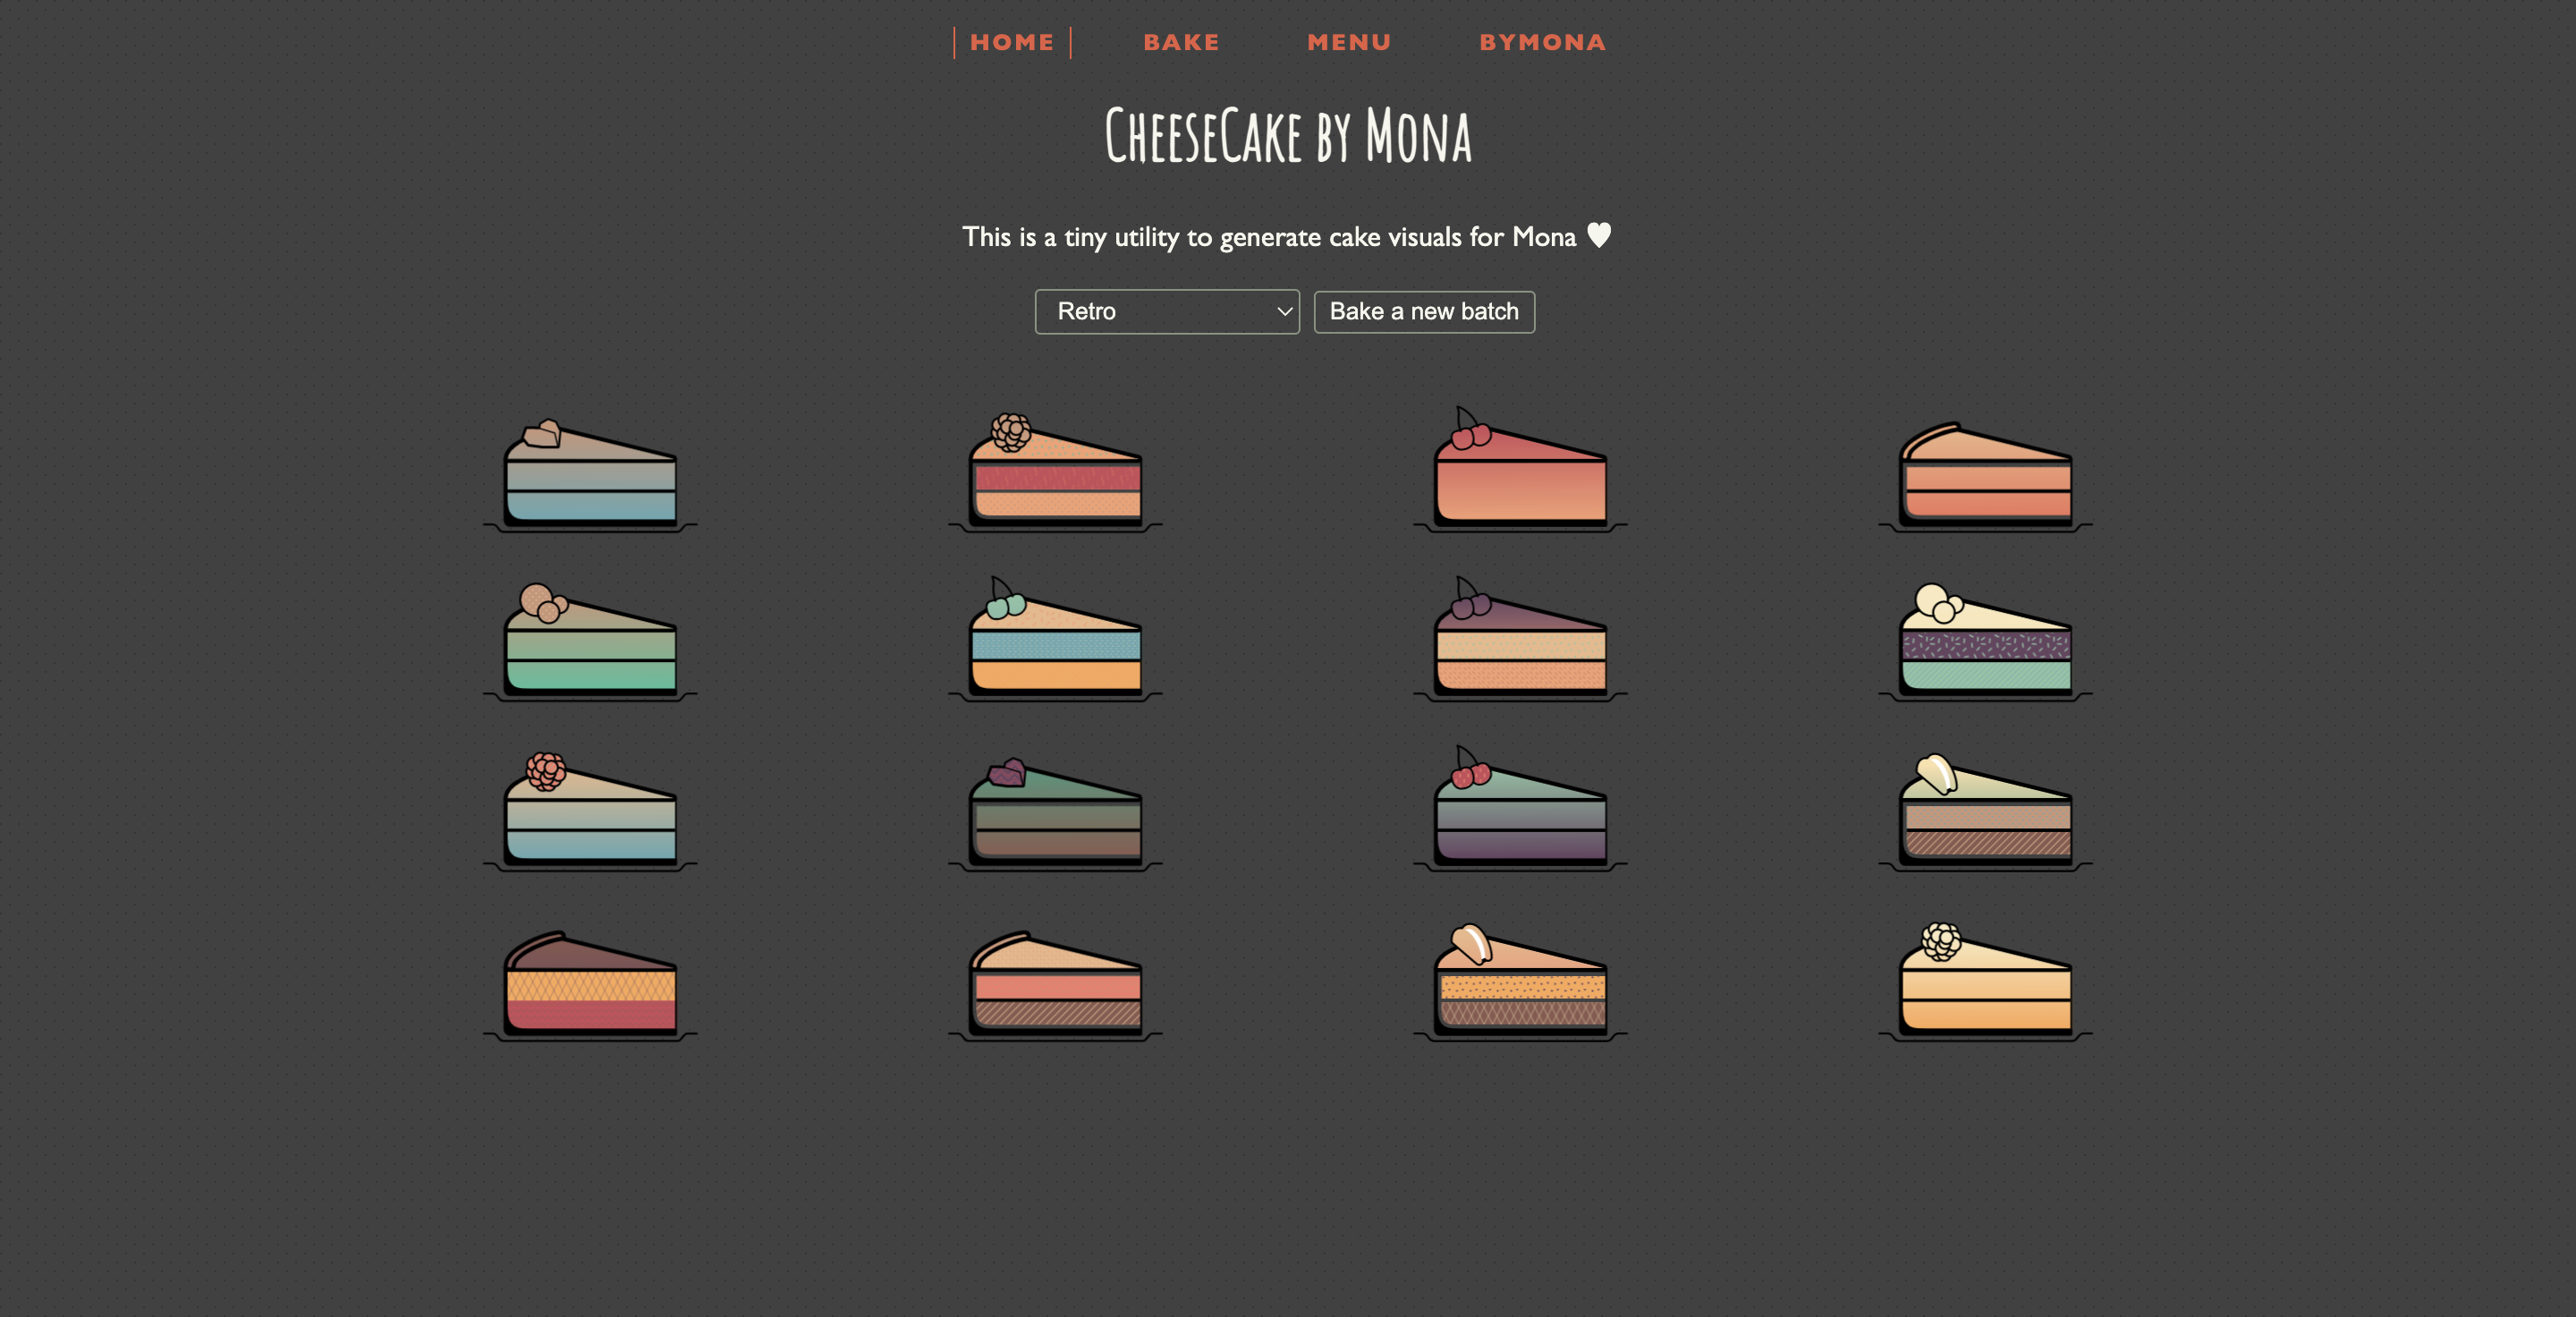 HOME BAKE MENU BYMONA
CheeseCake by Mona
This is a tiny utility to generate cake visuals for Mona ♥
Retro Bake a new batch